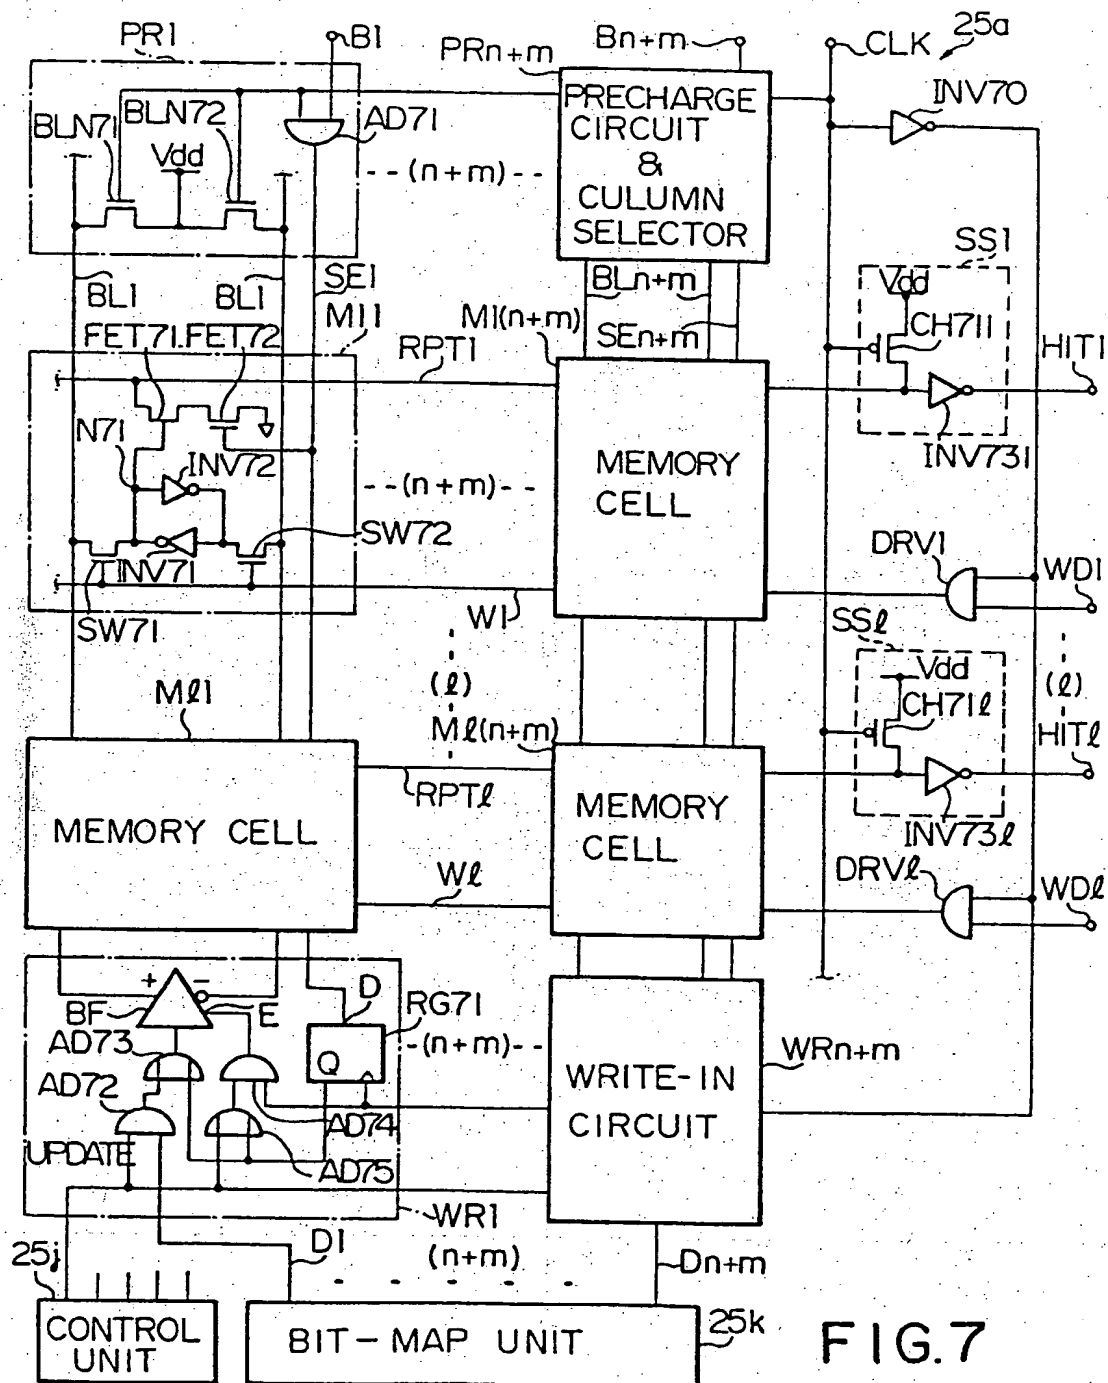 PR1
B1
PRn+m
Bn+m
CLK
25a
BLN71
BLN72
Vdd
AD71
--(n+m)--
PRECHARGE
CIRCUIT
&
CULUMN
SELECTOR
INV70
SS1
Vdd
CH711
HIT1
INV731
BL1
BL1
SE1
BLn+m
SEn+m
M11
M1(n+m)
FET71.FET72
RPT1
N71
INV72
--(n+m)--
MEMORY
CELL
SW72
INV71
SW71
W1
DRV1
WD1
SSℓ
Vdd
CH71ℓ
(ℓ)
HITℓ
INV73ℓ
Mℓ1
(ℓ)
Mℓ(n+m)
RPTℓ
MEMORY CELL
MEMORY
CELL
Wℓ
DRVℓ
WDℓ
+
-
BF
E
D
RG71
Q
-(n+m)--
AD73
AD72
AD74
UPDATE
AD75
WRITE-IN
CIRCUIT
WRn+m
WR1
(n+m)
D1
Dn+m
25j
CONTROL
UNIT
BIT-MAP UNIT
25k
FIG.7